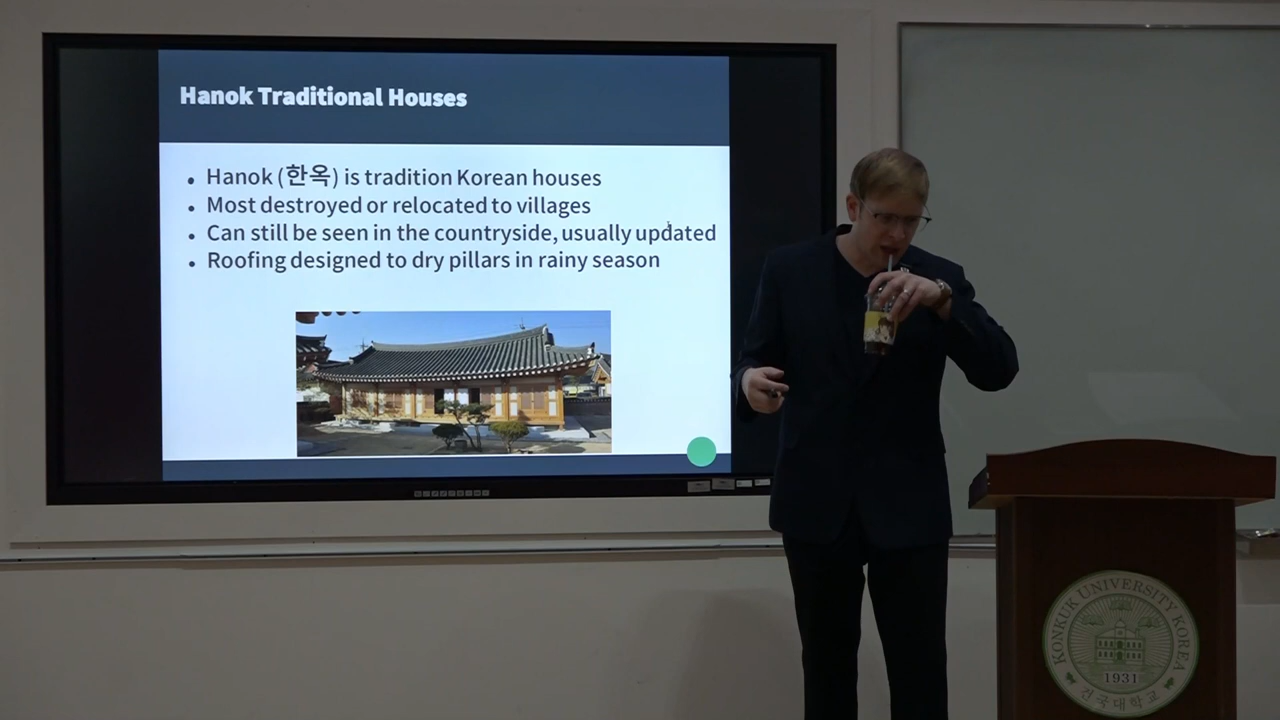 Hanok Traditional Houses
• Hanok (한옥) is tradition Korean houses
• Most destroyed or relocated to villages
• Can still be seen in the countryside, usually updated
• Roofing designed to dry pillars in rainy season
KONKUK UNIVERSITY KOREA
1931
건국대학교